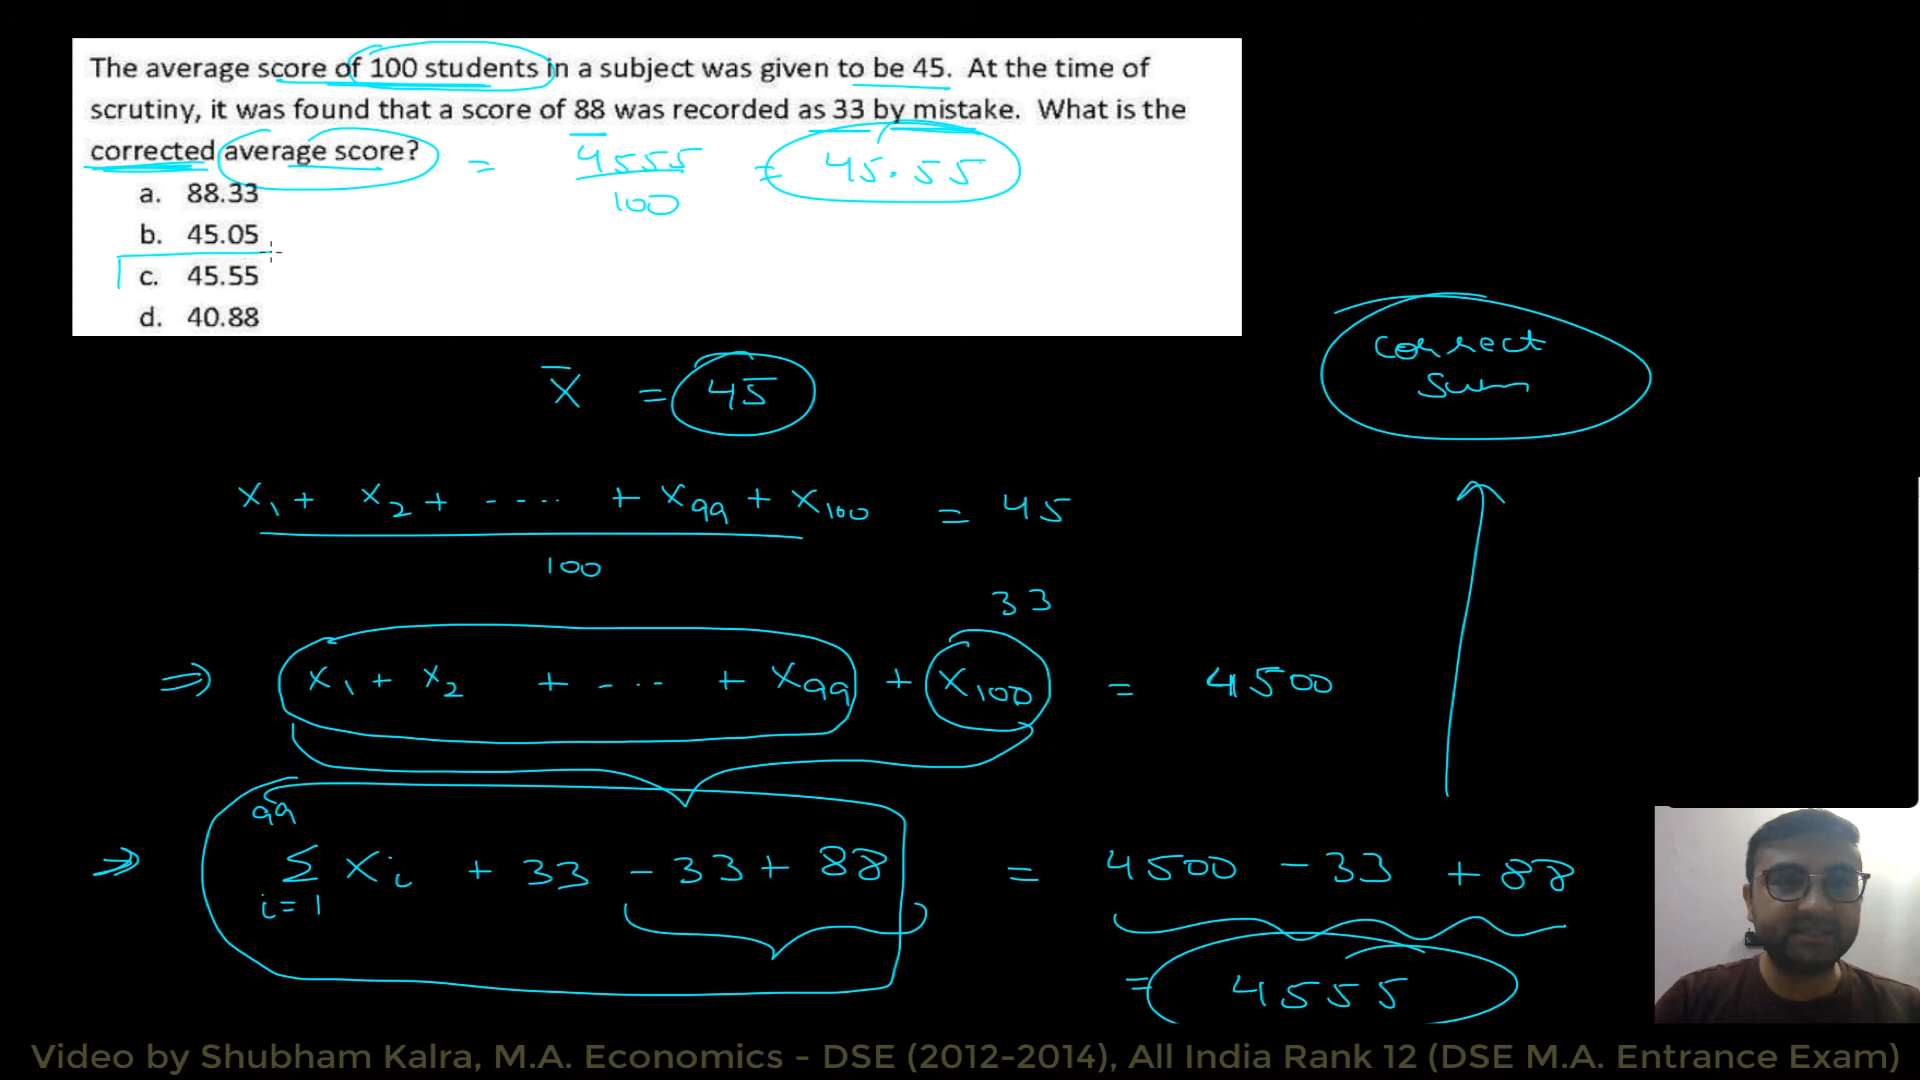 The average score of 100 students in a subject was given to be 45. At the time of
scrutiny, it was found that a score of 88 was recorded as 33 by mistake. What is the
corrected average score?
= 4555/100 = 45.55
a. 88.33
b. 45.05
c. 45.55
d. 40.88
correct
sum
X̄ = 45
x₁ + x₂ + - - ... + x₉₉ + x₁₀₀ = 45
100
33
⇒ x₁ + x₂ + - ... + x₉₉ + x₁₀₀ = 4500
99
⇒ Σ xᵢ + 33 - 33 + 88 = 4500 - 33 + 88
i=1
= 4555
Video by Shubham Kalra, M.A. Economics - DSE (2012-2014), All India Rank 12 (DSE M.A. Entrance Exam)